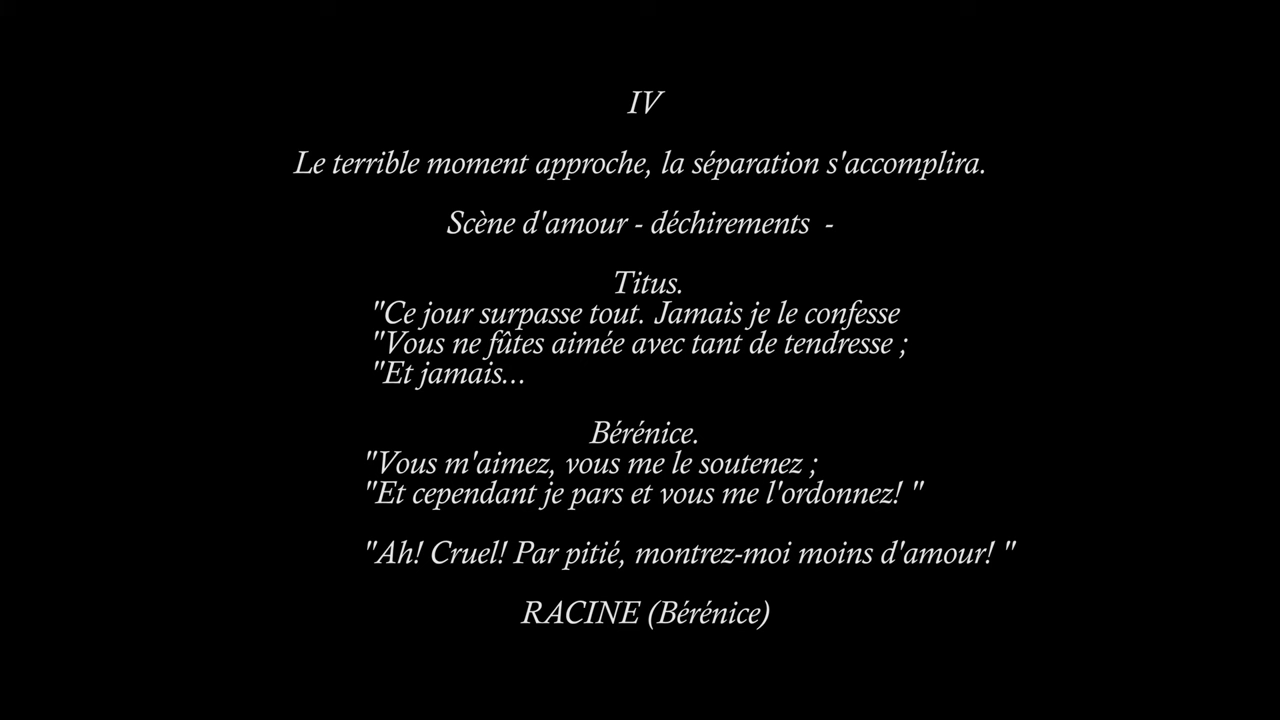 IV
Le terrible moment approche, la séparation s'accomplira.
Scène d'amour - déchirements  -
Titus.
"Ce jour surpasse tout. Jamais je le confesse
"Vous ne fûtes aimée avec tant de tendresse ;
"Et jamais...
Bérénice.
"Vous m'aimez, vous me le soutenez ;
"Et cependant je pars et vous me l'ordonnez! "
"Ah! Cruel! Par pitié, montrez-moi moins d'amour! "
RACINE (Bérénice)